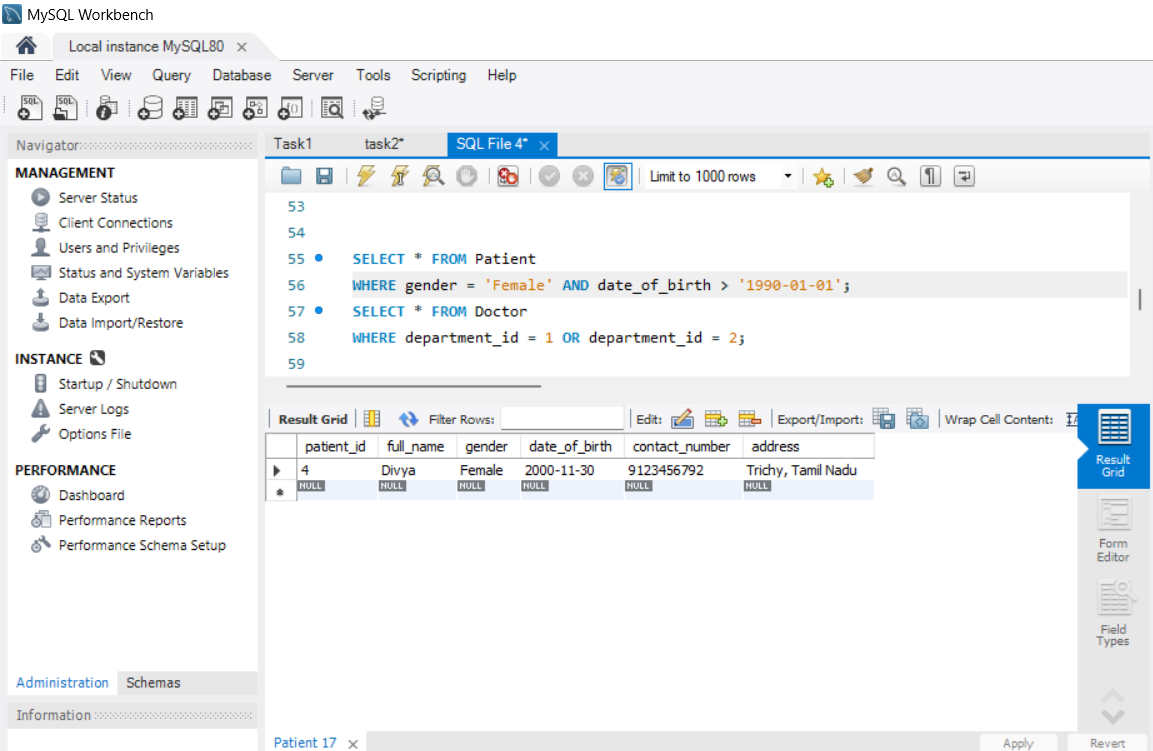 MySQL Workbench
Local instance MySQL80
File Edit View Query Database Server Tools Scripting Help
SQL SQL
Navigator
MANAGEMENT
Server Status
Client Connections
Users and Privileges
Status and System Variables
Data Export
Data Import/Restore
INSTANCE
Startup / Shutdown
Server Logs
Options File
PERFORMANCE
Dashboard
Performance Reports
Performance Schema Setup
Administration Schemas
Information
Task1 task2* SQL File 4*
Limit to 1000 rows
53
54
55 SELECT * FROM Patient
56 WHERE gender = 'Female' AND date_of_birth > '1990-01-01';
57 SELECT * FROM Doctor
58 WHERE department_id = 1 OR department_id = 2;
59
Result Grid Filter Rows: Edit: Export/Import: Wrap Cell Content:
patient_id full_name gender date_of_birth contact_number address
4 Divya Female 2000-11-30 9123456792 Trichy, Tamil Nadu
NULL NULL NULL NULL NULL NULL
Result
Grid
Form
Editor
Field
Types
Patient 17
Apply Revert